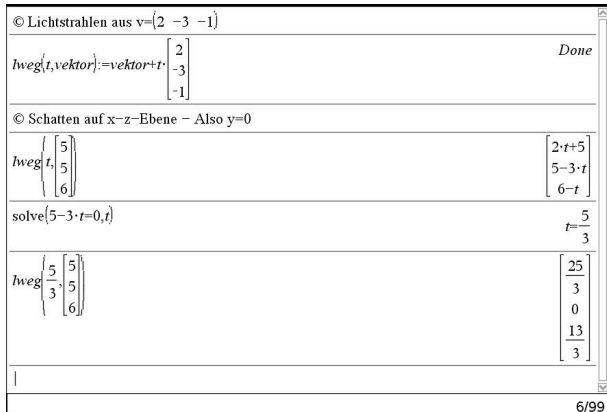 © Lichtstrahlen aus v=(2 −3 −1)
lweg(t,vektor):=vektor+t·[2 -3 -1] Done
© Schatten auf x−z−Ebene − Also y=0
lweg(t,[5 5 6]) [2·t+5 5−3·t 6−t]
solve(5−3·t=0,t) t=5/3
lweg(5/3,[5 5 6]) [25/3 0 13/3]
6/99